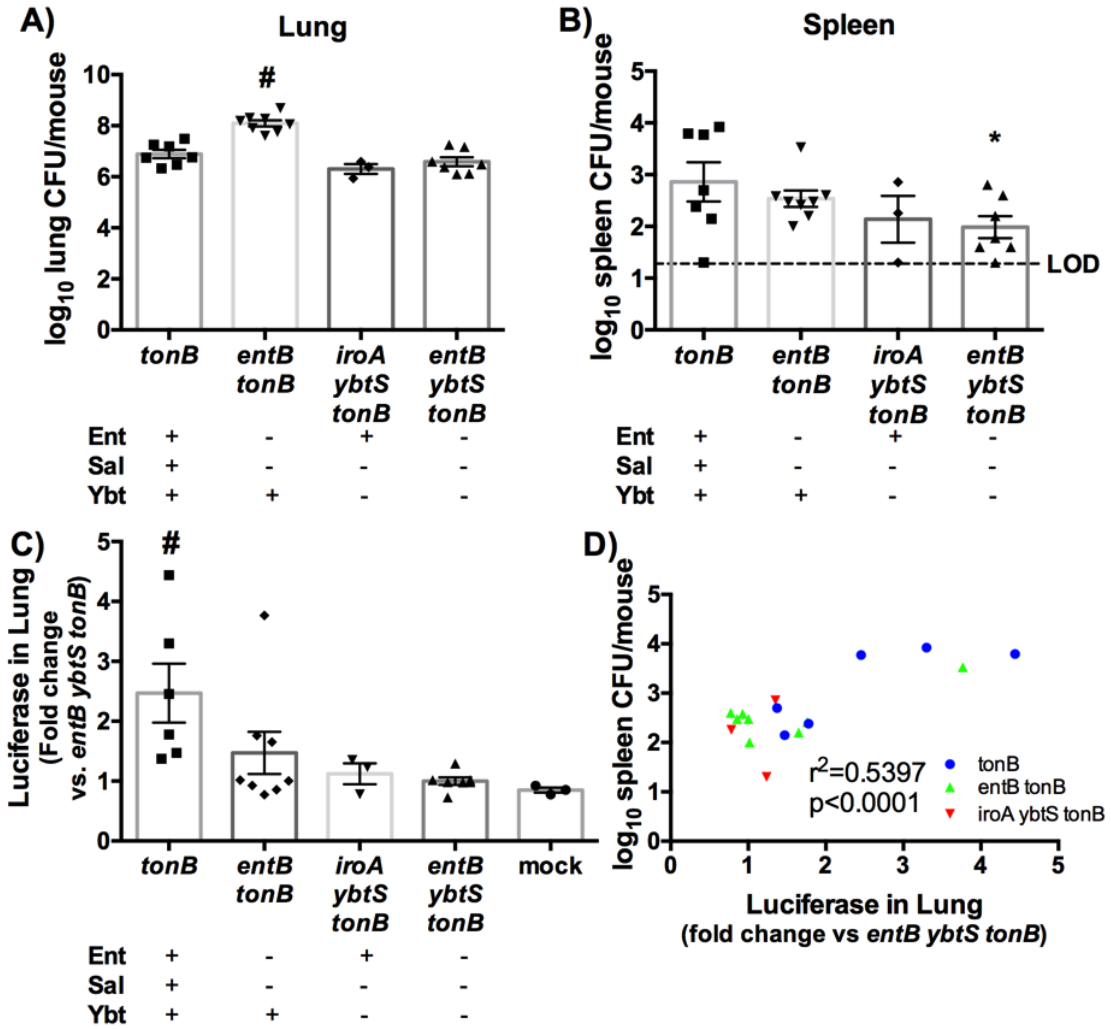 A)
Lung
log10 lung CFU/mouse
10
8
6
4
2
0
#
tonB
entB
tonB
iroA
ybtS
tonB
entB
ybtS
tonB
Ent + - + -
Sal + - - -
Ybt + + - -
B)
Spleen
log10 spleen CFU/mouse
5
4
3
2
1
0
*
LOD
tonB
entB
tonB
iroA
ybtS
tonB
entB
ybtS
tonB
Ent + - + -
Sal + - - -
Ybt + + - -
C)
Luciferase in Lung
(Fold change
vs. entB ybtS tonB)
5
4
3
2
1
0
#
tonB
entB
tonB
iroA
ybtS
tonB
entB
ybtS
tonB
mock
Ent + - + -
Sal + - - -
Ybt + + - -
D)
log10 spleen CFU/mouse
5
4
3
2
1
0
r²=0.5397
p<0.0001
tonB
entB tonB
iroA ybtS tonB
0 1 2 3 4 5
Luciferase in Lung
(fold change vs entB ybtS tonB)